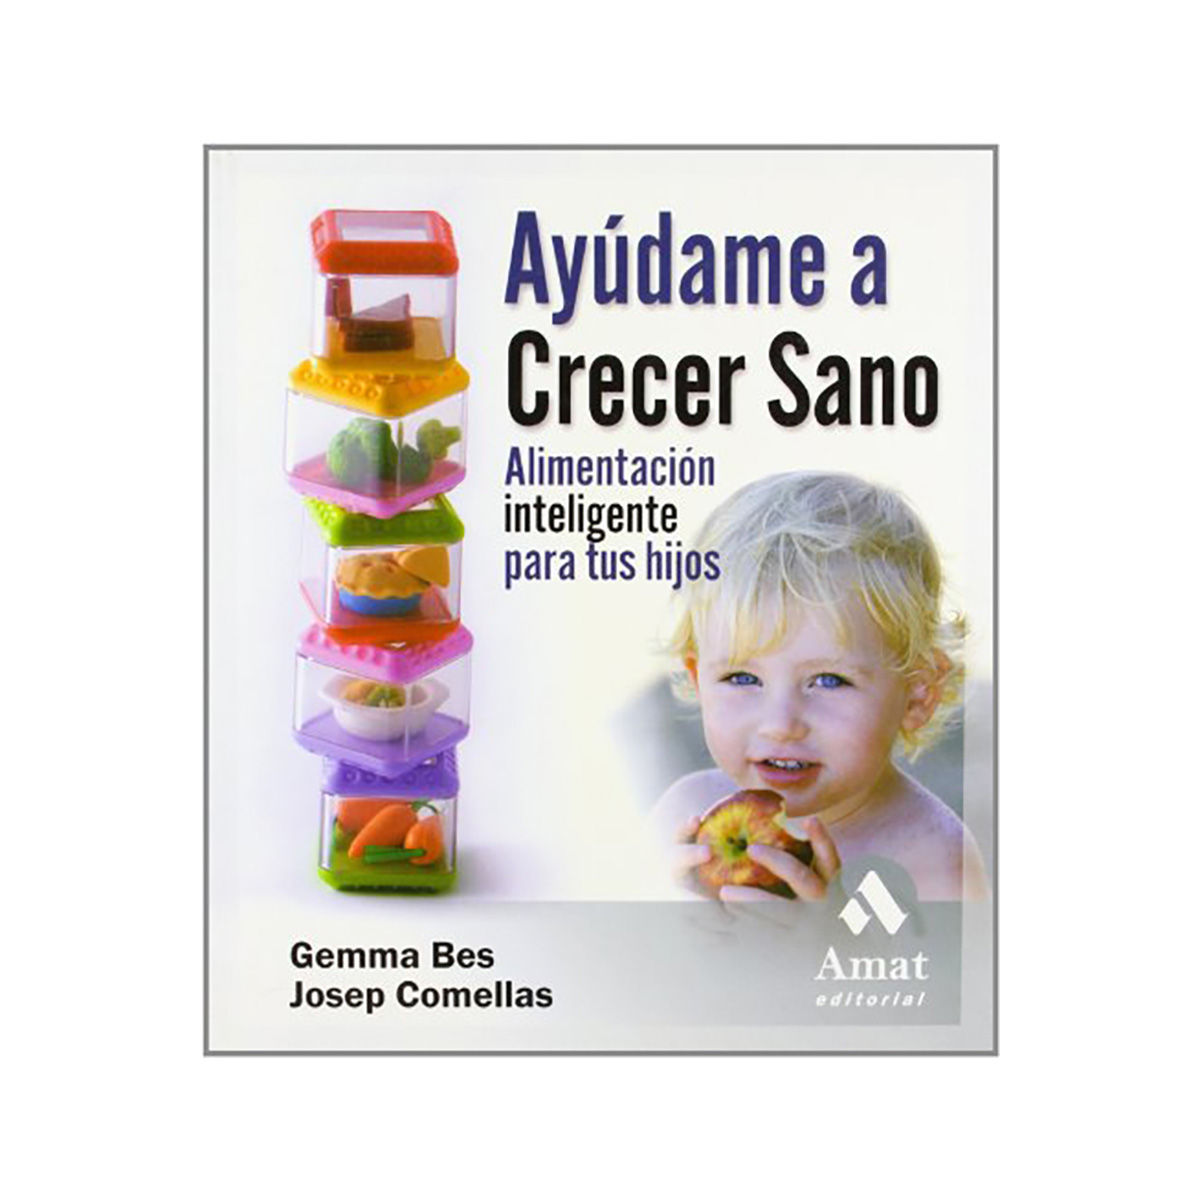 Ayúdame a
Crecer Sano
Alimentación
inteligente
para tus hijos
Gemma Bes
Josep Comellas
Amat
editorial